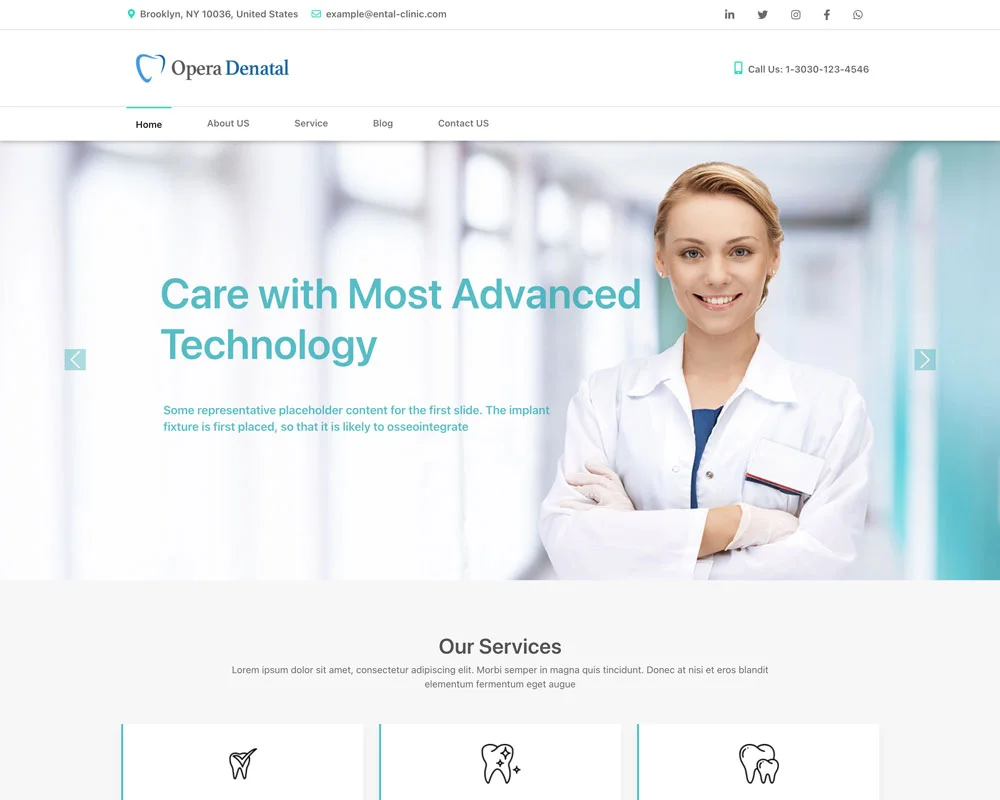 Brooklyn, NY 10036, United States example@ental-clinic.com
Opera Denatal
Call Us: 1-3030-123-4546
Home About US Service Blog Contact US
Care with Most Advanced
Technology
Some representative placeholder content for the first slide. The implant
fixture is first placed, so that it is likely to osseointegrate
Our Services
Lorem ipsum dolor sit amet, consectetur adipiscing elit. Morbi semper in magna quis tincidunt. Donec at nisi et eros blandit
elementum fermentum eget augue